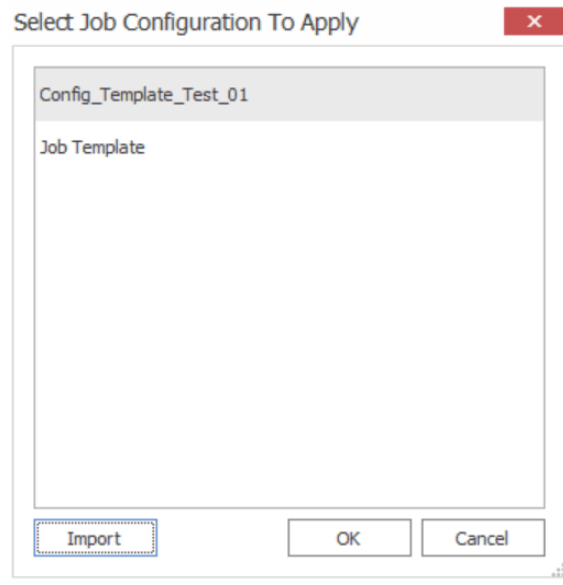 Select Job Configuration To Apply
Config_Template_Test_01
Job Template
Import OK Cancel